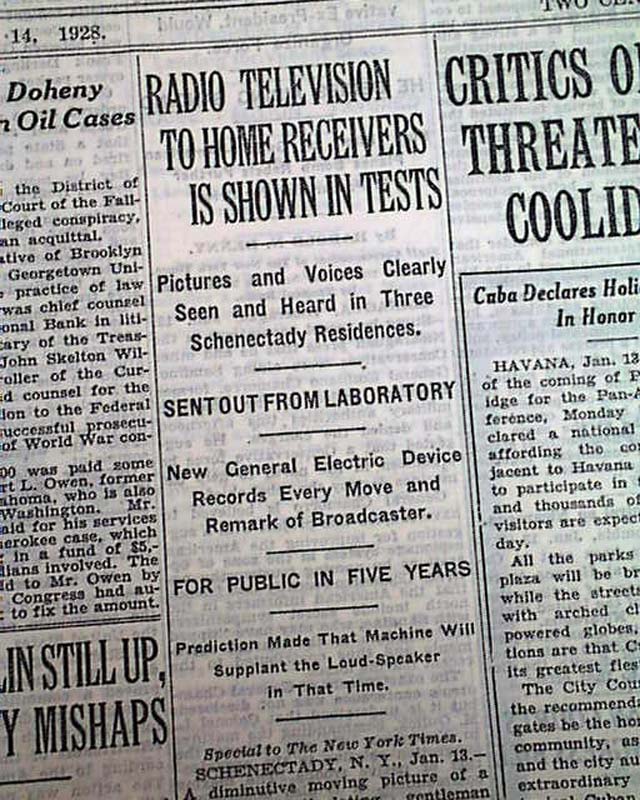 14, 1928.
TWO
Doheny
Oil Cases
the District of
Court of the Fall-
leged conspiracy,
an acquittal.
ative of Brooklyn
Georgetown Uni-
practice of law
was chief counsel
onal Bank in liti-
ary of the Treas-
John Skelton Wil-
oller of the Cur-
d counsel for the
ion to the Federal
uccessful prosecu-
of World War con-
00 was paid some
rt L. Owen, former
ahoma, who is also
Washington. Mr.
aid for his services
erokee case, which
in a fund of $5,-
dians involved. The
d to Mr. Owen by
Congress had au-
to fix the amount.
LIN STILL UP,
Y MISHAPS
RADIO TELEVISION
TO HOME RECEIVERS
IS SHOWN IN TESTS
Pictures and Voices Clearly
Seen and Heard in Three
Schenectady Residences.
SENT OUT FROM LABORATORY
New General Electric Device
Records Every Move and
Remark of Broadcaster.
FOR PUBLIC IN FIVE YEARS
Prediction Made That Machine Will
Supplant the Loud-Speaker
in That Time.
Special to The New York Times.
SCHENECTADY, N. Y., Jan. 13.—
A diminutive moving picture of a
gentleman
CRITICS O
THREATE
COOLID
Cuba Declares Holi
In Honor
HAVANA, Jan. 13
of the coming of P
idge for the Pan-A
ference, Monday
clared a national
affording the co
jacent to Havana
to participate in
and thousands o
visitors are expec
day.
All the parks
plaza will be br
while the streets
with arched c
powered globes,
tions are that C
its greatest fies
The City Cou
the recommend
gates be the ho
community, as
and the city au
extraordinary